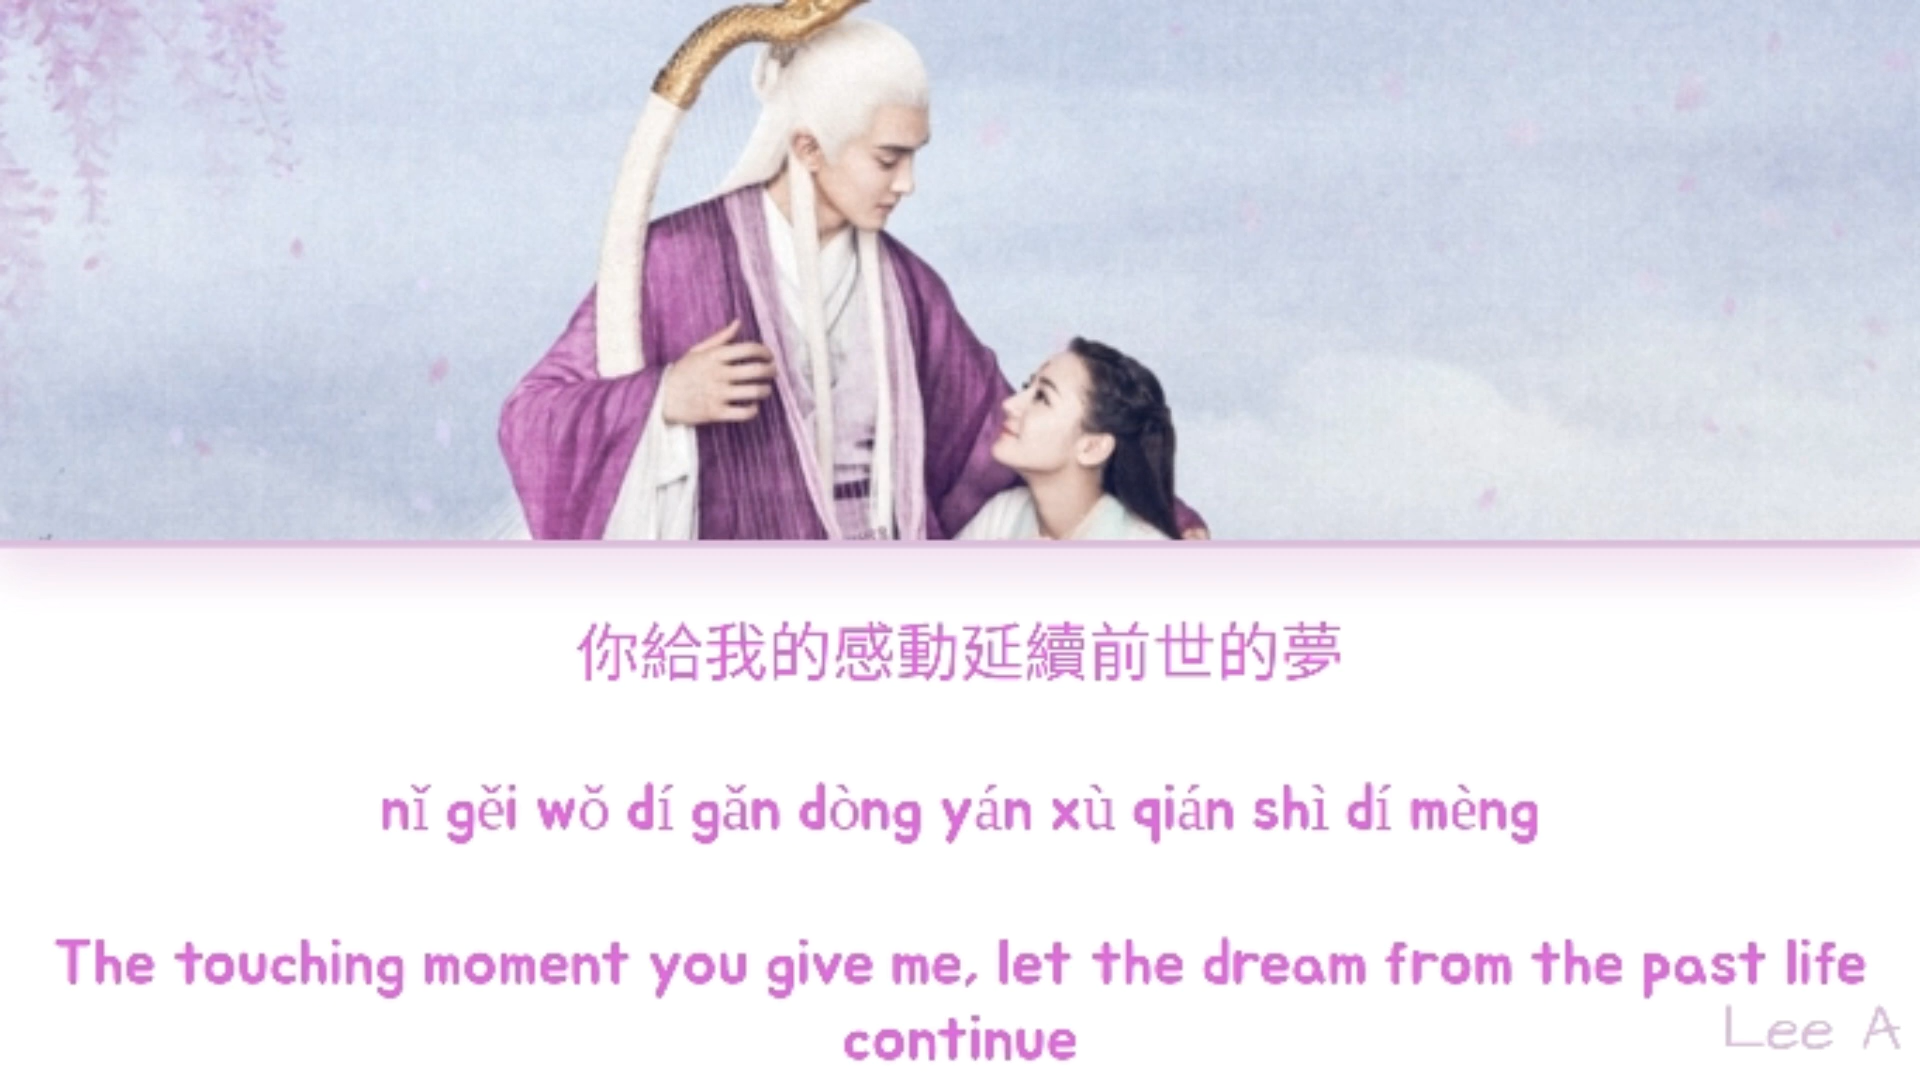 你給我的感動延續前世的夢
nǐ gěi wǒ dí gǎn dòng yán xù qián shì dí mèng
The touching moment you give me, let the dream from the past life
continue
Lee A